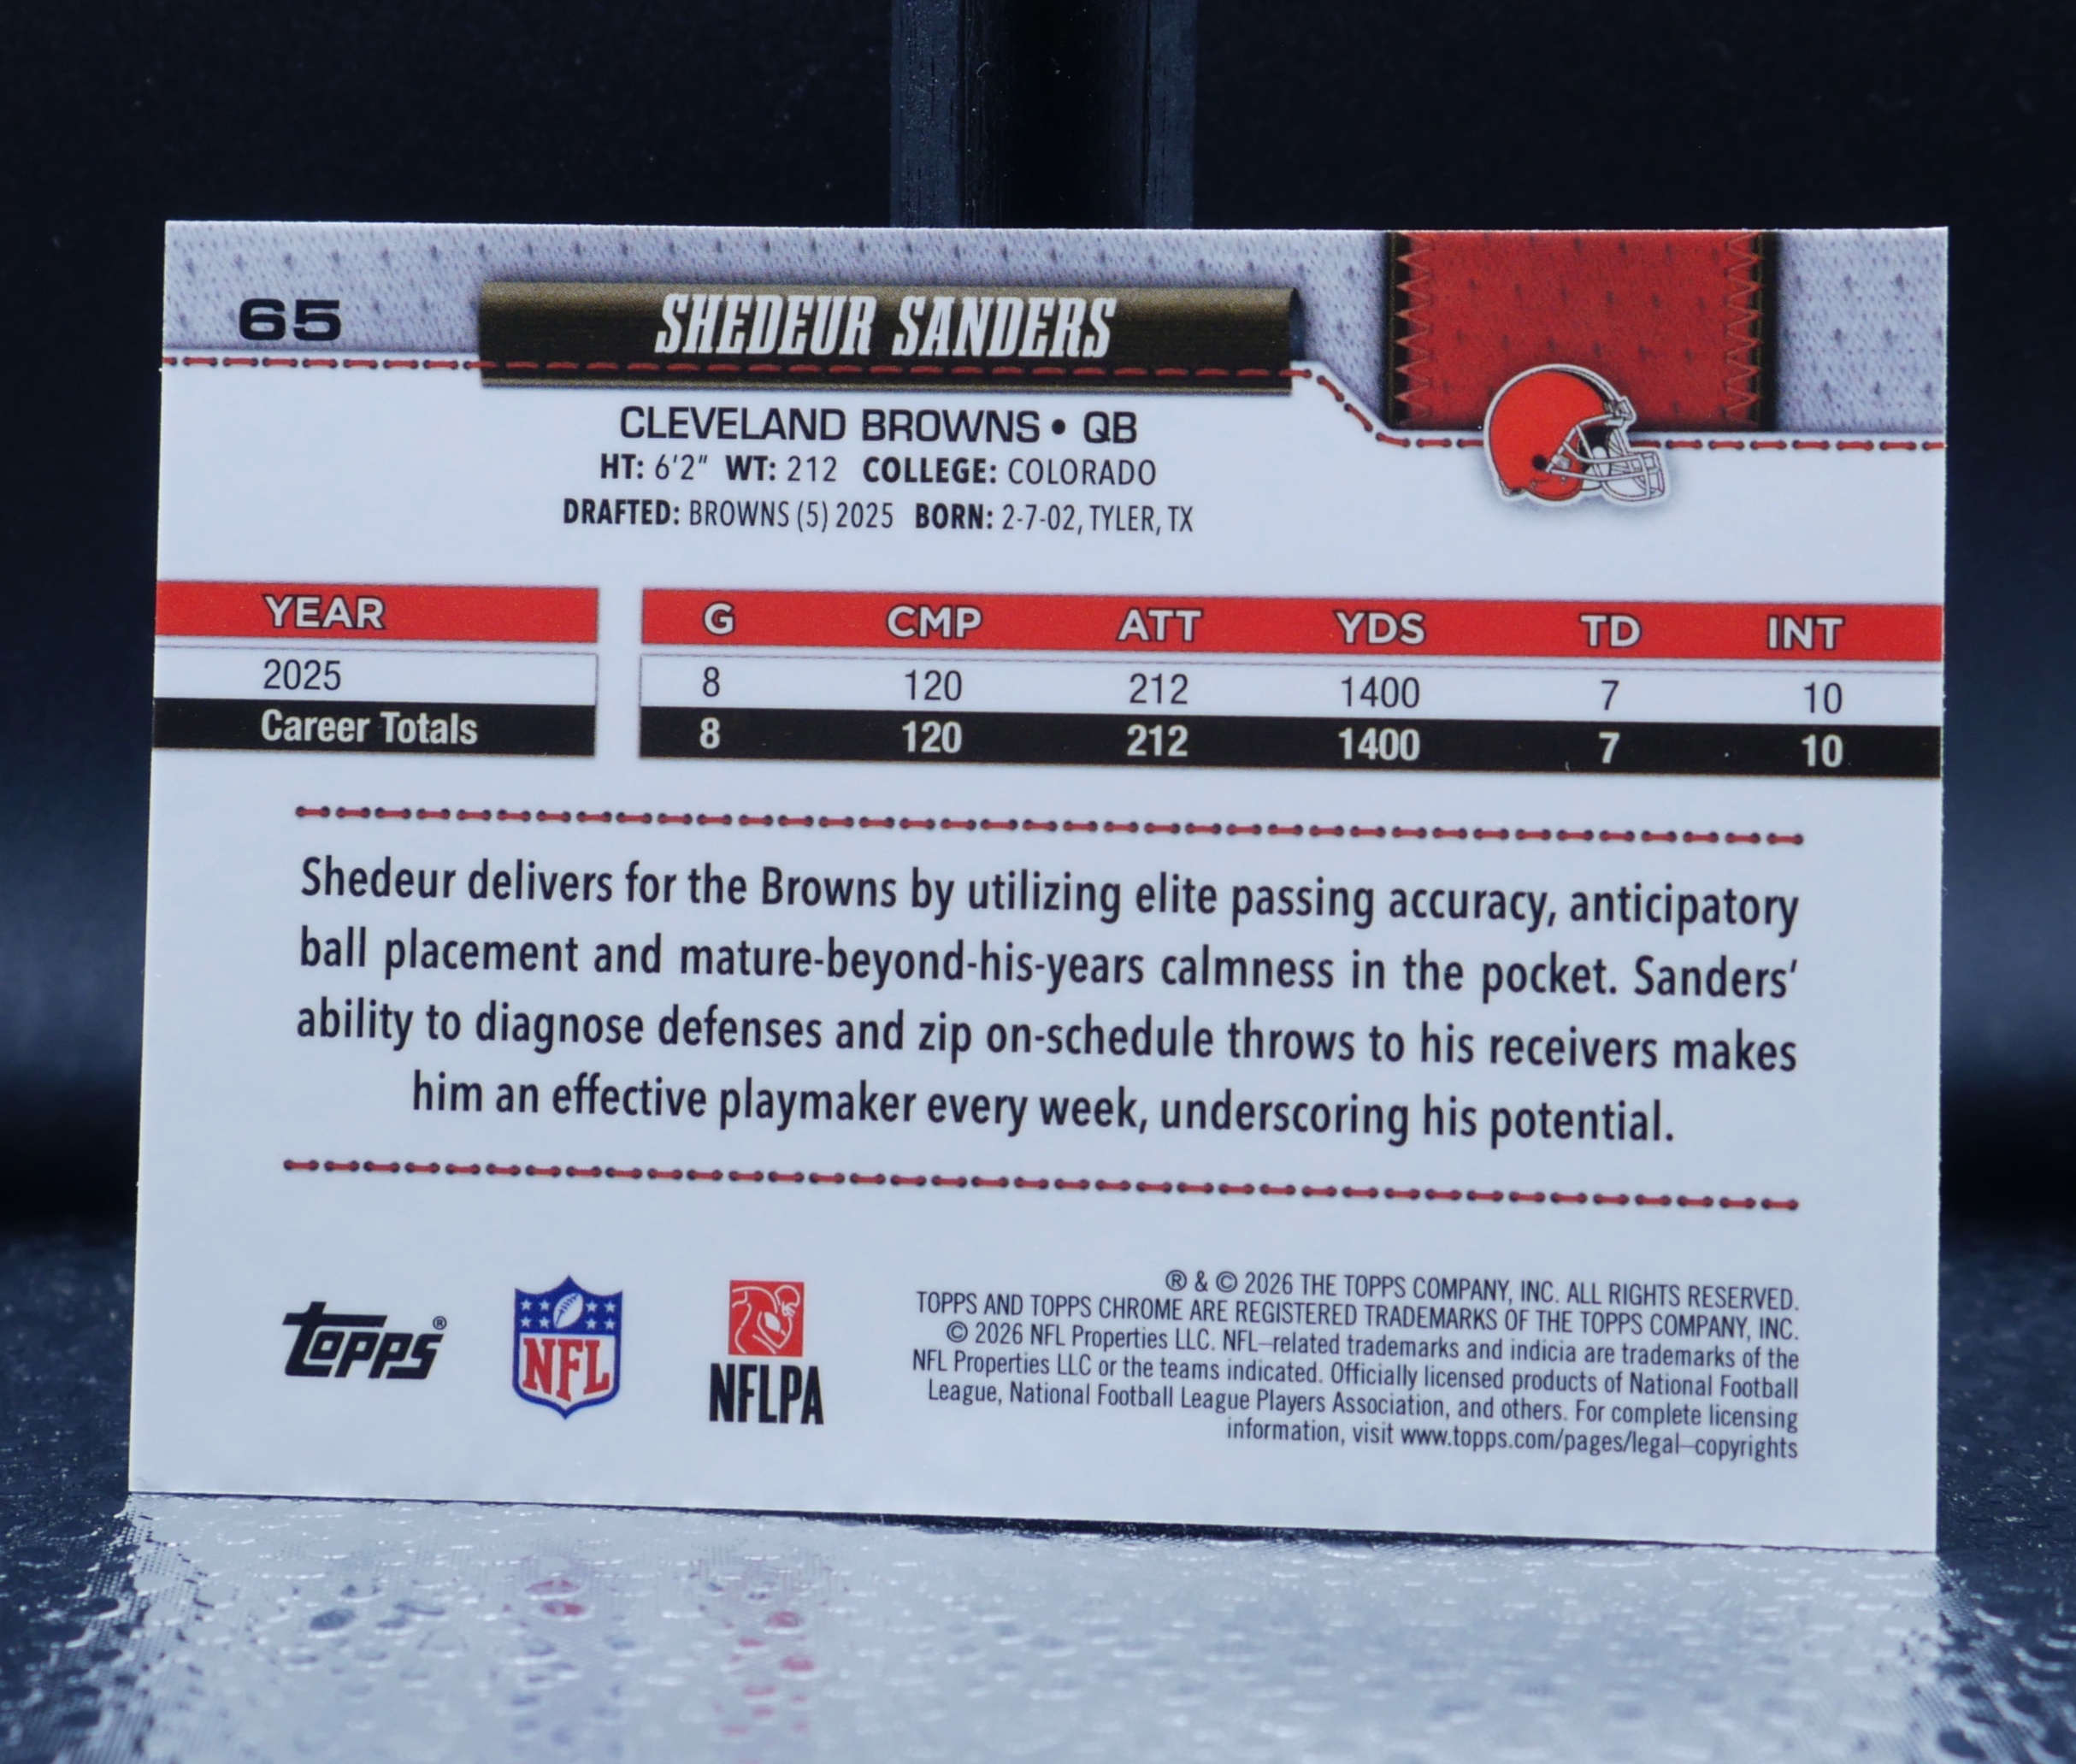 65
SHEDEUR SANDERS
CLEVELAND BROWNS • QB
HT: 6'2" WT: 212 COLLEGE: COLORADO
DRAFTED: BROWNS (5) 2025 BORN: 2-7-02, TYLER, TX
YEAR G CMP ATT YDS TD INT
2025 8 120 212 1400 7 10
Career Totals 8 120 212 1400 7 10
Shedeur delivers for the Browns by utilizing elite passing accuracy, anticipatory
ball placement and mature-beyond-his-years calmness in the pocket. Sanders'
ability to diagnose defenses and zip on-schedule throws to his receivers makes
him an effective playmaker every week, underscoring his potential.
Topps®
NFL
NFLPA
® & © 2026 THE TOPPS COMPANY, INC. ALL RIGHTS RESERVED.
TOPPS AND TOPPS CHROME ARE REGISTERED TRADEMARKS OF THE TOPPS COMPANY, INC.
© 2026 NFL Properties LLC. NFL–related trademarks and indicia are trademarks of the
NFL Properties LLC or the teams indicated. Officially licensed products of National Football
League, National Football League Players Association, and others. For complete licensing
information, visit www.topps.com/pages/legal–copyrights